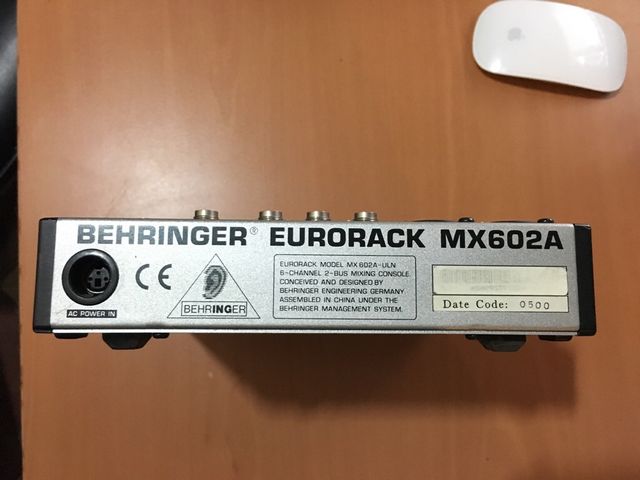 BEHRINGER® EURORACK MX602A
AC POWER IN
CE
BEHRINGER
EURORACK MODEL MX602A-ULN
6-CHANNEL 2-BUS MIXING CONSOLE.
CONCEIVED AND DESIGNED BY
BEHRINGER ENGINEERING GERMANY.
ASSEMBLED IN CHINA UNDER THE
BEHRINGER MANAGEMENT SYSTEM.
Date Code: 0500